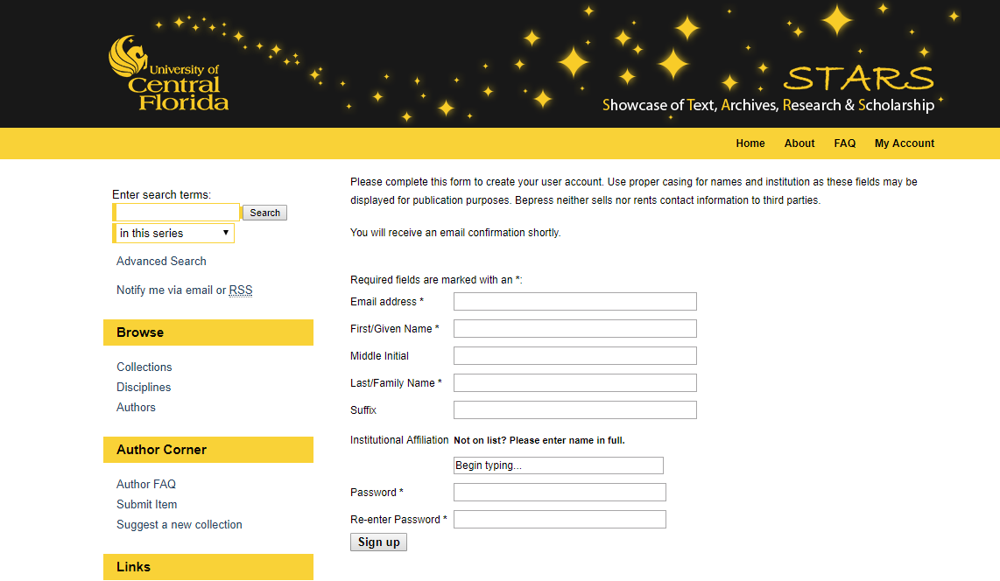 University of
Central
Florida
STARS
Showcase of Text, Archives, Research & Scholarship
Home About FAQ My Account
Enter search terms:
Search
in this series
Advanced Search
Notify me via email or RSS
Browse
Collections
Disciplines
Authors
Author Corner
Author FAQ
Submit Item
Suggest a new collection
Links
Please complete this form to create your user account. Use proper casing for names and institution as these fields may be
displayed for publication purposes. Bepress neither sells nor rents contact information to third parties.
You will receive an email confirmation shortly.
Required fields are marked with an *:
Email address *
First/Given Name *
Middle Initial
Last/Family Name *
Suffix
Institutional Affiliation Not on list? Please enter name in full.
Begin typing...
Password *
Re-enter Password *
Sign up